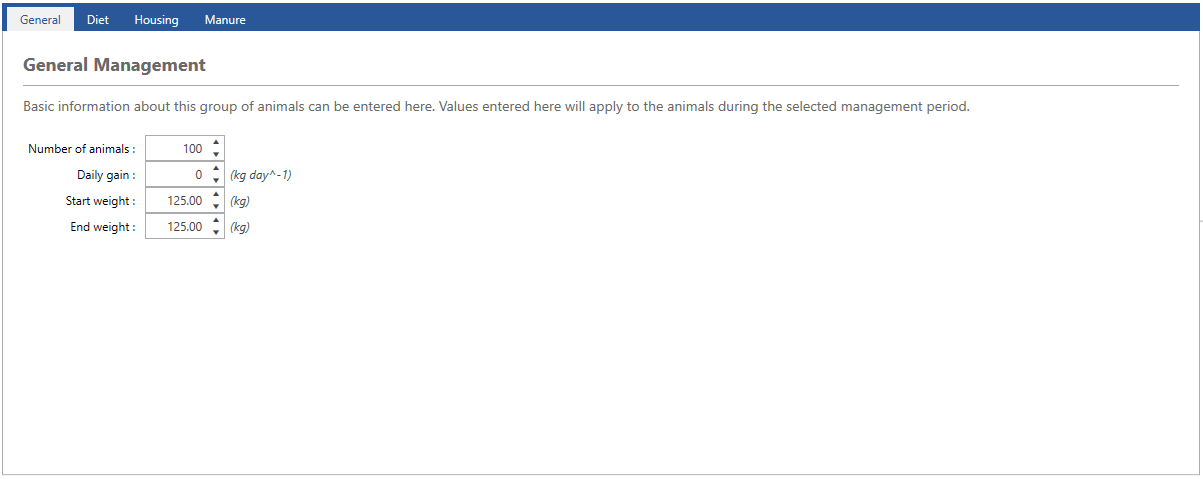 General Diet Housing Manure
General Management
Basic information about this group of animals can be entered here. Values entered here will apply to the animals during the selected management period.
Number of animals : 100
Daily gain : 0 (kg day^-1)
Start weight : 125.00 (kg)
End weight : 125.00 (kg)